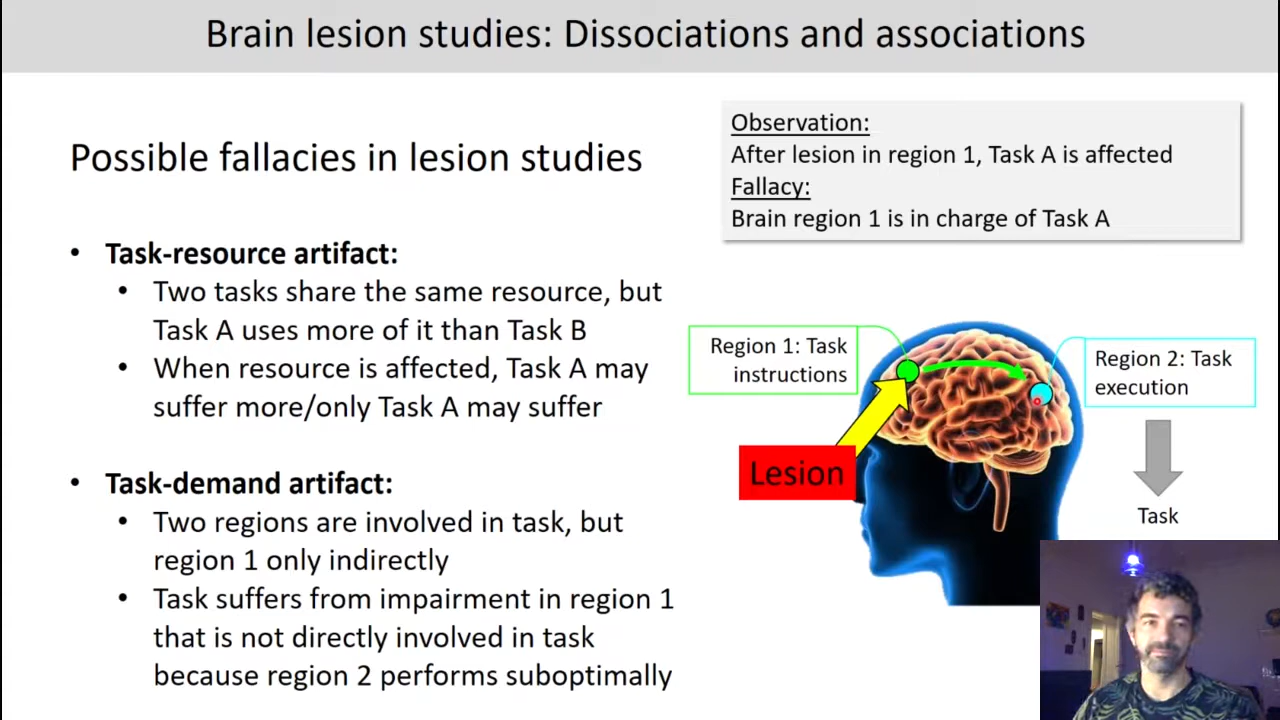 Brain lesion studies: Dissociations and associations
Possible fallacies in lesion studies
• Task-resource artifact:
• Two tasks share the same resource, but
Task A uses more of it than Task B
• When resource is affected, Task A may
suffer more/only Task A may suffer
• Task-demand artifact:
• Two regions are involved in task, but
region 1 only indirectly
• Task suffers from impairment in region 1
that is not directly involved in task
because region 2 performs suboptimally
Observation:
After lesion in region 1, Task A is affected
Fallacy:
Brain region 1 is in charge of Task A
Region 1: Task
instructions
Lesion
Region 2: Task
execution
Task